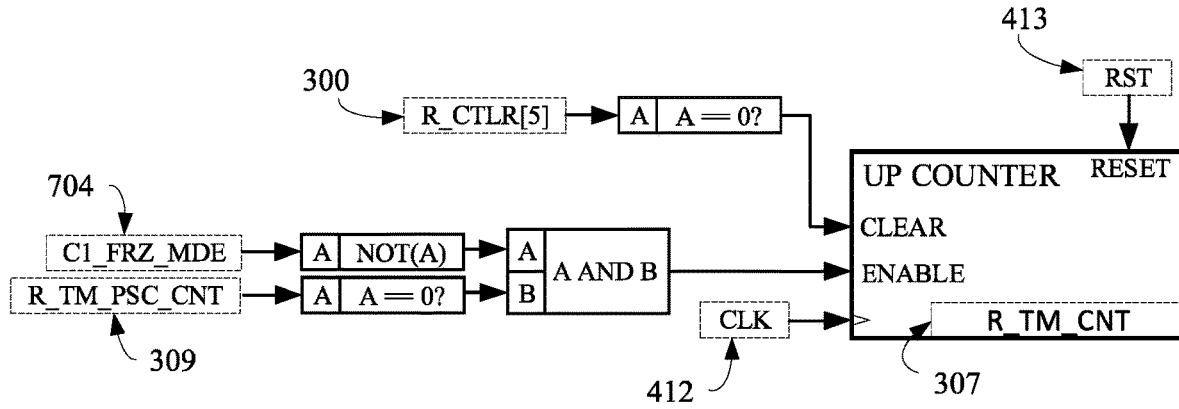 413
RST
300
R_CTLR[5]
A
A == 0?
UP COUNTER
RESET
704
CLEAR
C1_FRZ_MDE
A
NOT(A)
A
A AND B
ENABLE
R_TM_PSC_CNT
A
A == 0?
B
CLK
R_TM_CNT
309
412
307